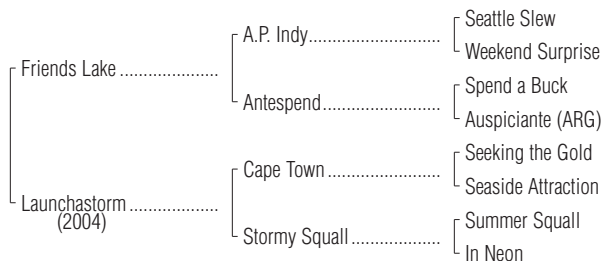 Seattle Slew
A.P. Indy........................................
Weekend Surprise
Friends Lake ......................
Spend a Buck
Antespend.....................................
Auspiciante (ARG)
Seeking the Gold
Cape Town ...................................
Seaside Attraction
Launchastorm ....................
(2004)
Summer Squall
Stormy Squall .............................
In Neon